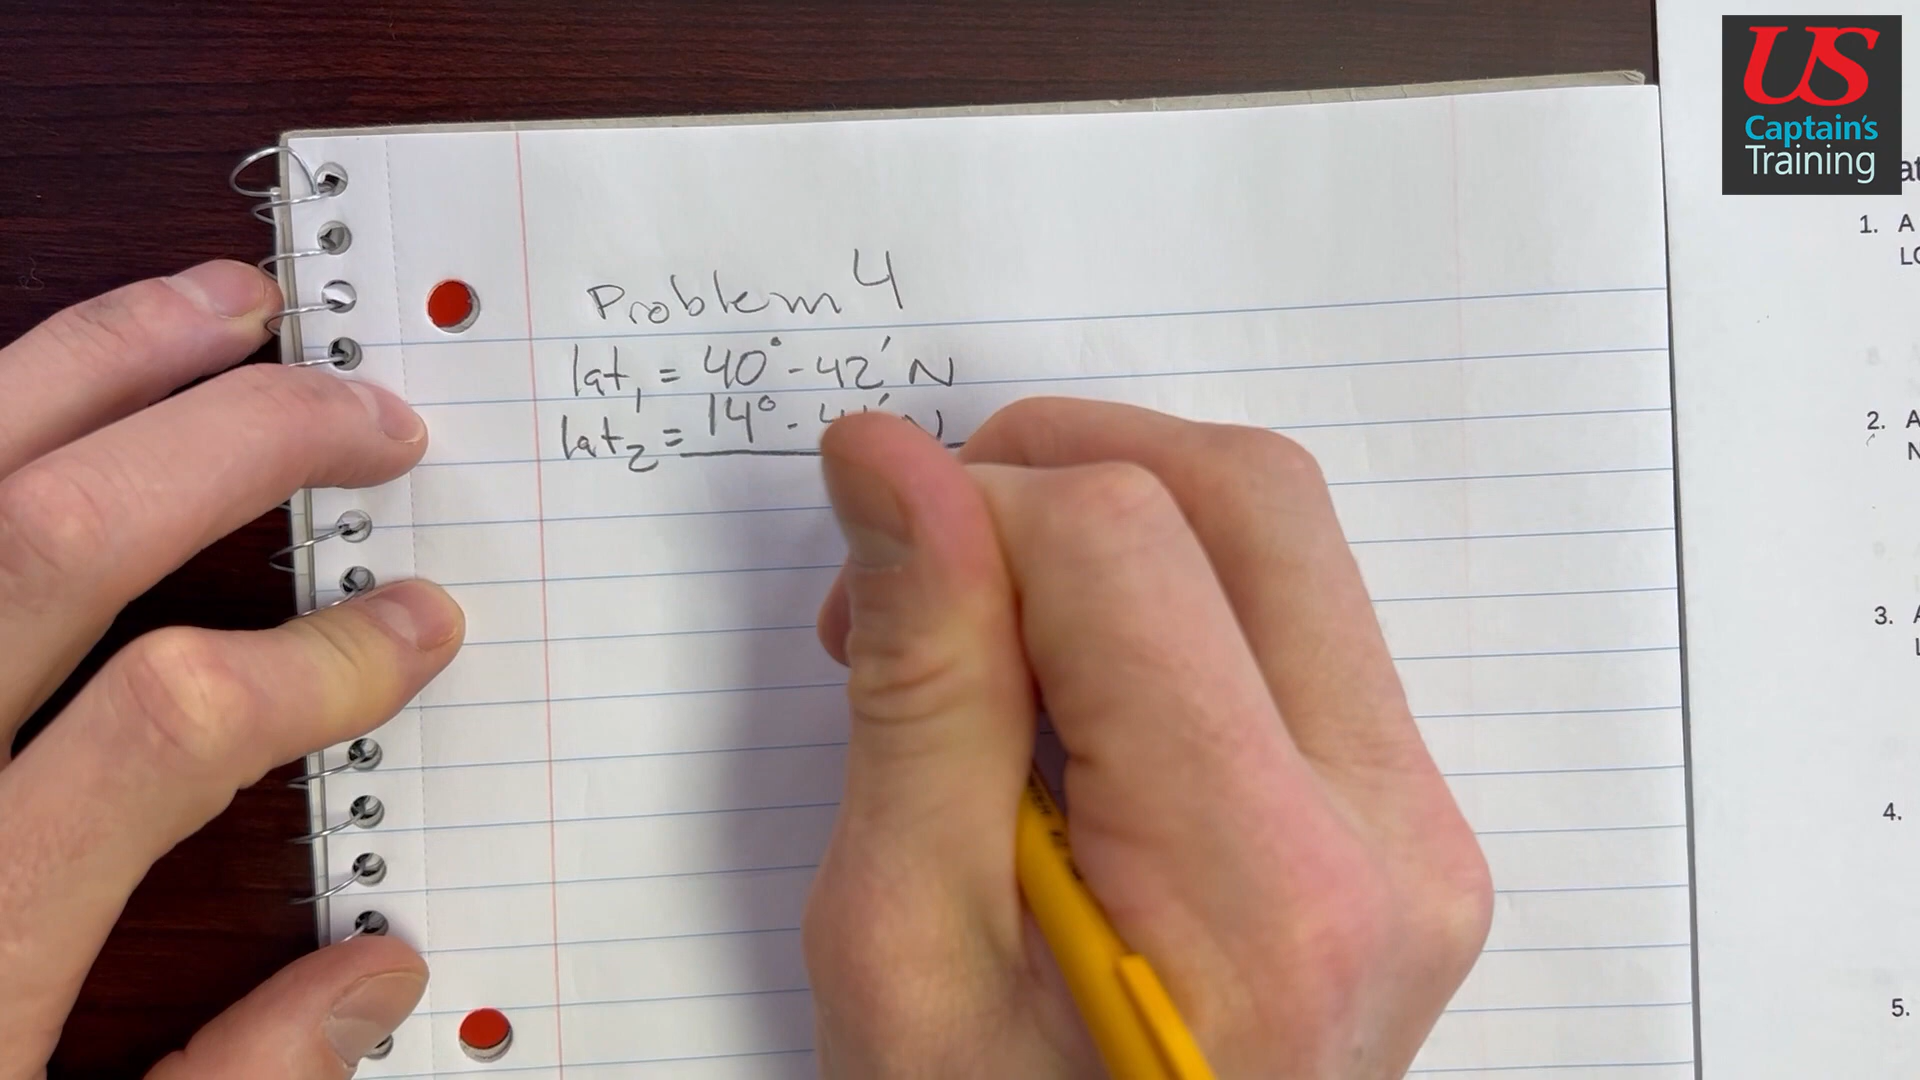 US
Captain's
Training
Problem 4
lat₁ = 40° - 42' N
lat₂ = 14° - N
1. A
2. A
N
3.
4.
5.